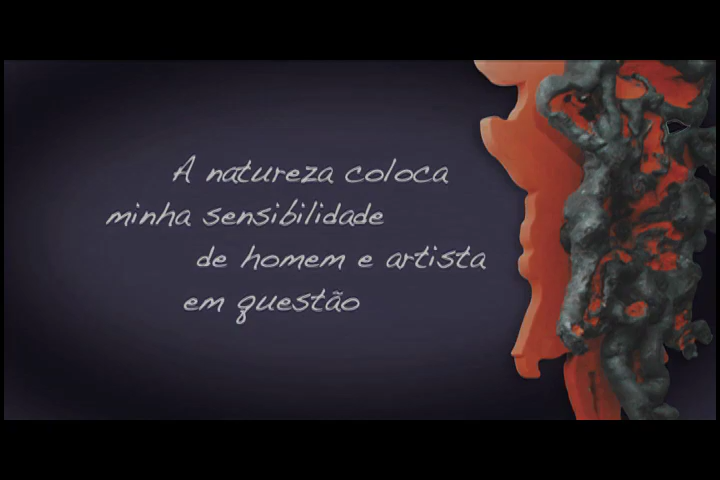 A natureza coloca
minha sensibilidade
de homem e artista
em questão